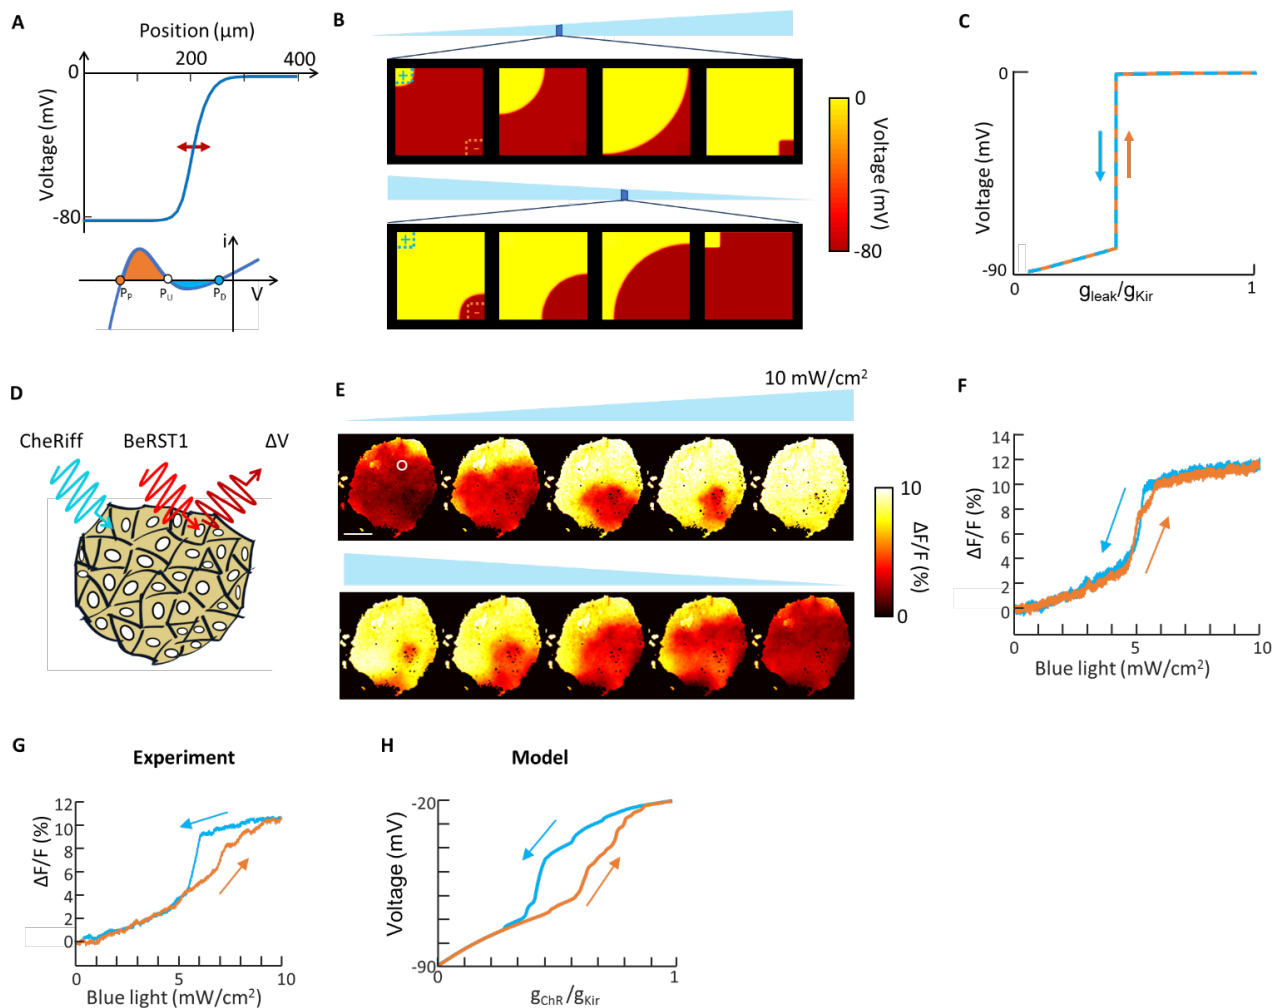 A
Position (µm)
0
200
400
Voltage (mV)
-80
i
P_P
P_U
P_D
V
B
+
-
+
-
0
Voltage (mV)
-80
C
0
Voltage (mV)
-90
0
g_leak/g_Kir
1
D
CheRiff
BeRST1
ΔV
E
10 mW/cm²
10
ΔF/F (%)
0
F
14
12
10
8
6
4
2
0
ΔF/F (%)
0
5
10
Blue light (mW/cm²)
G
Experiment
12
10
8
6
4
2
0
ΔF/F (%)
0
5
10
Blue light (mW/cm²)
H
Model
-20
Voltage (mV)
-90
0
1
g_ChR/g_Kir